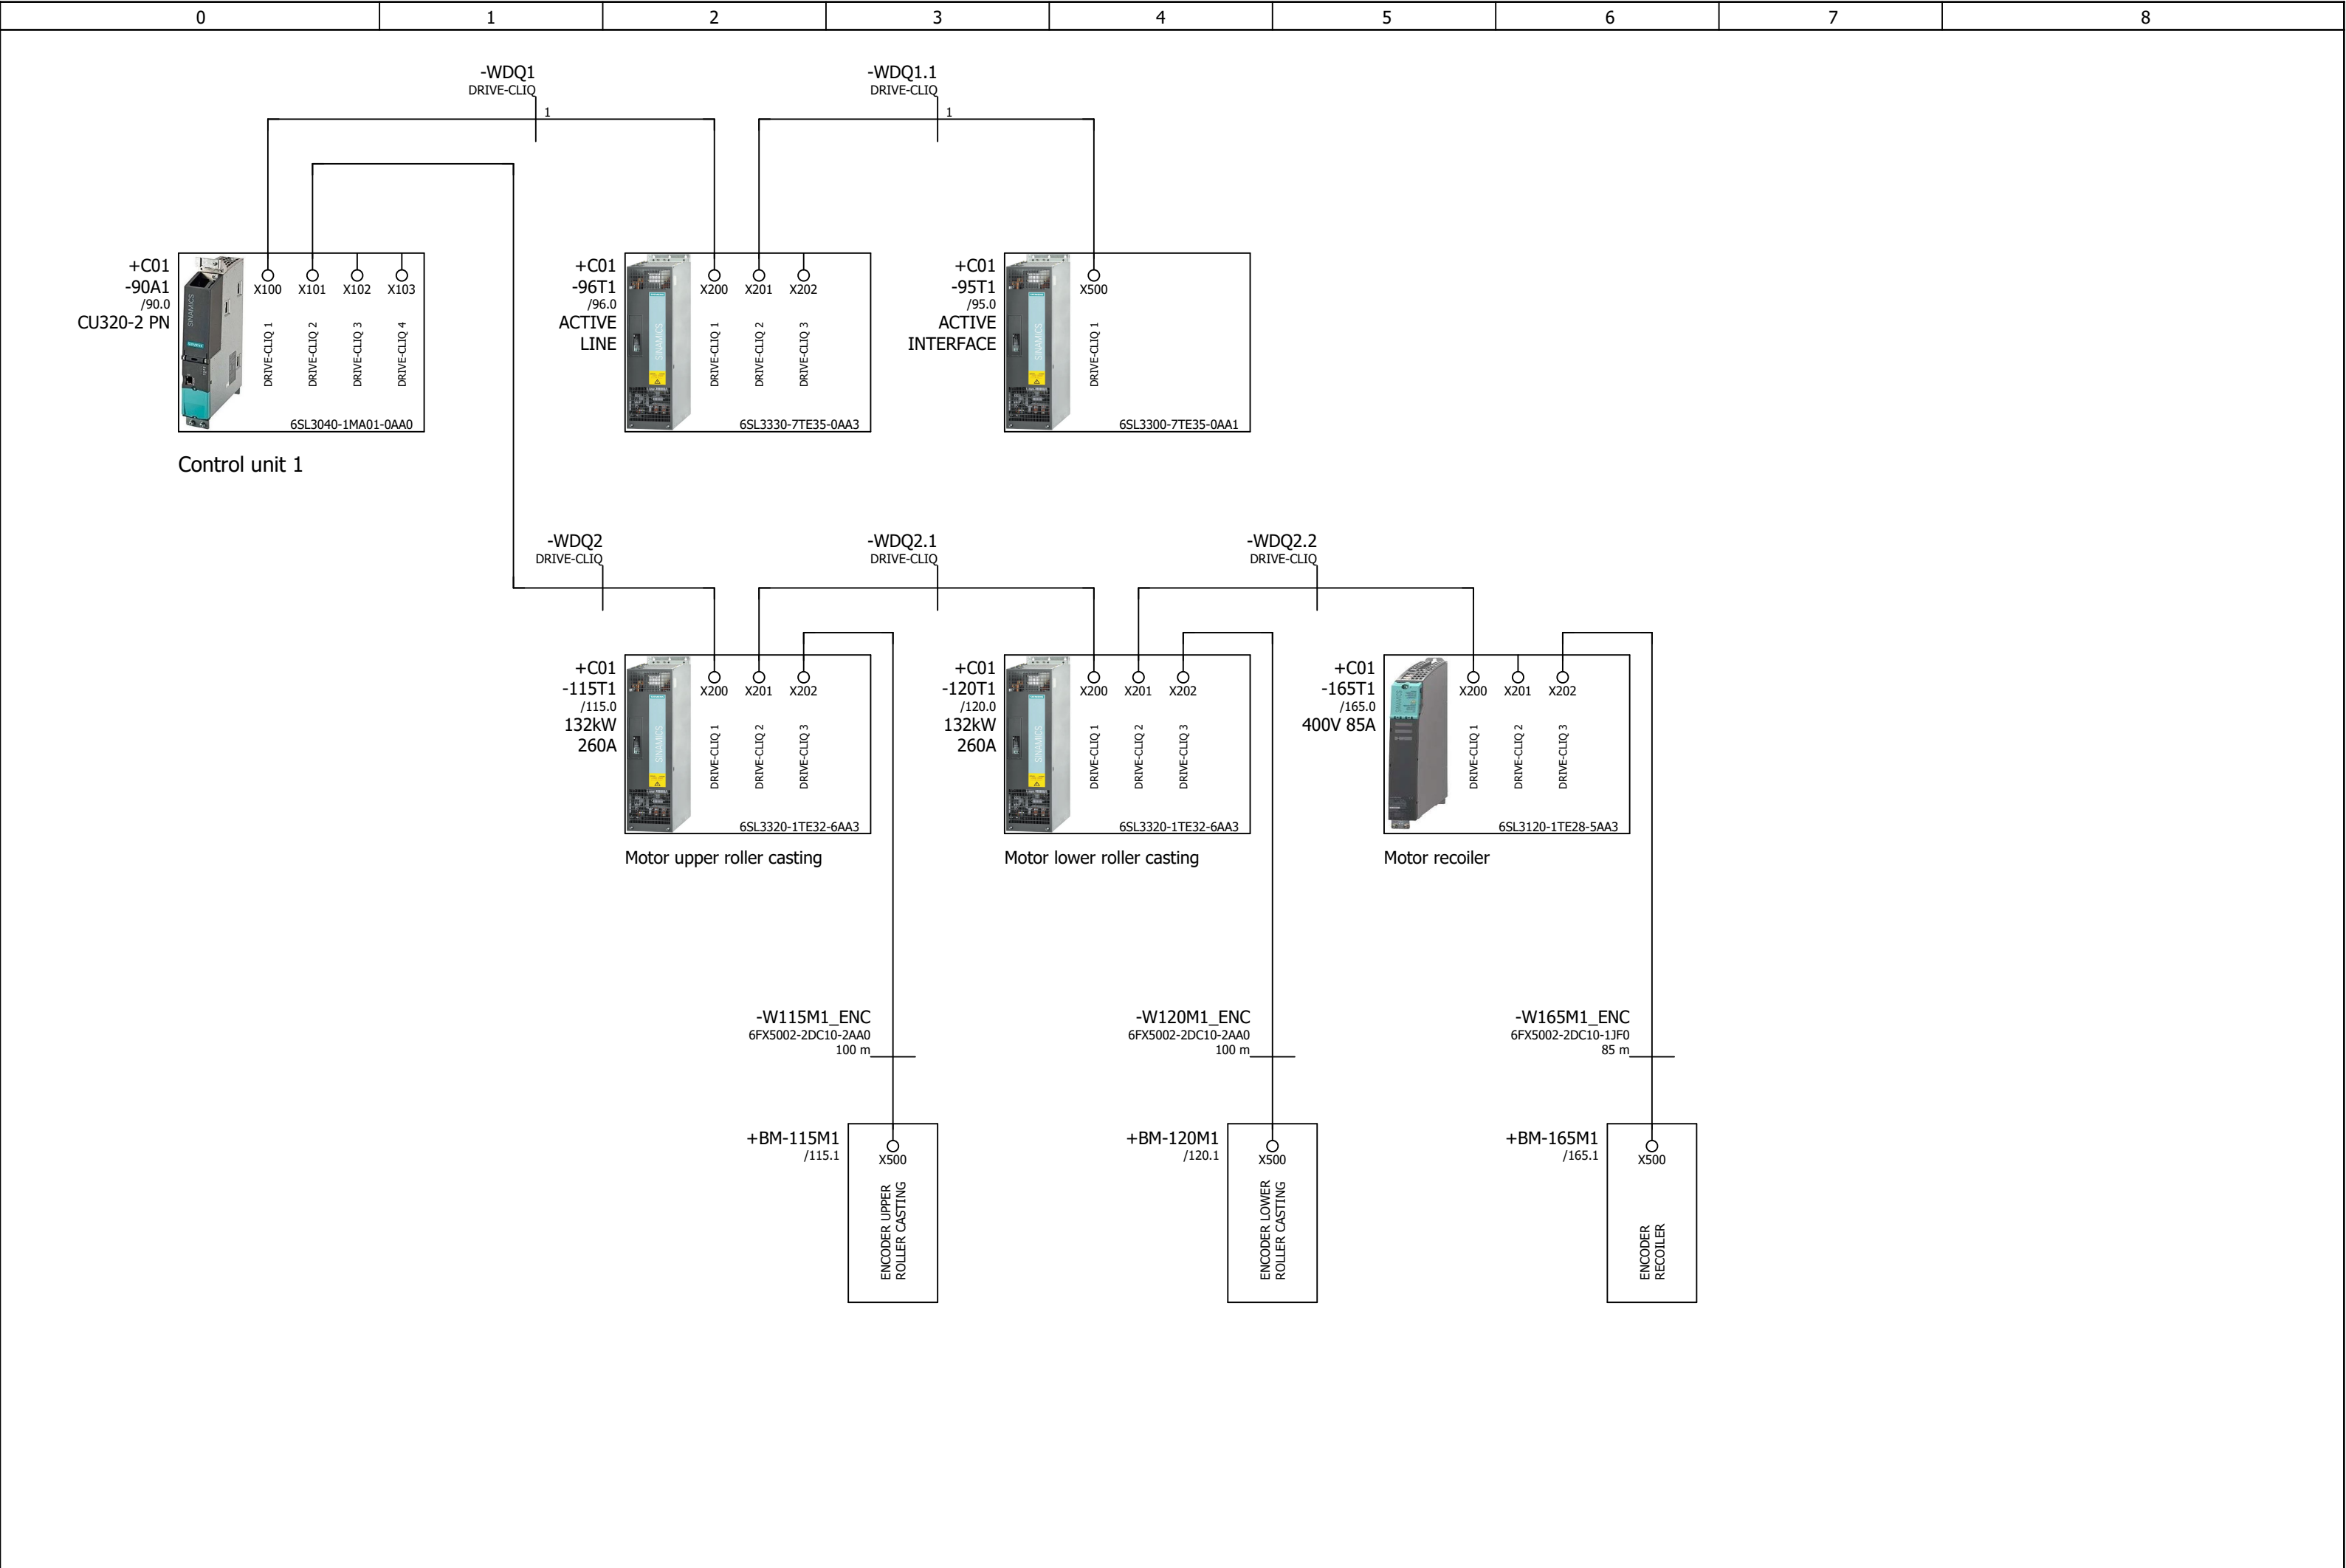 0 1 2 3 4 5 6 7 8
-WDQ1
DRIVE-CLIQ
1
-WDQ1.1
DRIVE-CLIQ
1
+C01
-90A1
/90.0
CU320-2 PN
SINAMICS
X100 X101 X102 X103
DRIVE-CLIQ 1
DRIVE-CLIQ 2
DRIVE-CLIQ 3
DRIVE-CLIQ 4
6SL3040-1MA01-0AA0
Control unit 1
+C01
-96T1
/96.0
ACTIVE
LINE
SINAMICS
X200 X201 X202
DRIVE-CLIQ 1
DRIVE-CLIQ 2
DRIVE-CLIQ 3
6SL3330-7TE35-0AA3
+C01
-95T1
/95.0
ACTIVE
INTERFACE
SINAMICS
X500
DRIVE-CLIQ 1
6SL3300-7TE35-0AA1
-WDQ2
DRIVE-CLIQ
-WDQ2.1
DRIVE-CLIQ
-WDQ2.2
DRIVE-CLIQ
+C01
-115T1
/115.0
132kW
260A
SINAMICS
X200 X201 X202
DRIVE-CLIQ 1
DRIVE-CLIQ 2
DRIVE-CLIQ 3
6SL3320-1TE32-6AA3
Motor upper roller casting
+C01
-120T1
/120.0
132kW
260A
SINAMICS
X200 X201 X202
DRIVE-CLIQ 1
DRIVE-CLIQ 2
DRIVE-CLIQ 3
6SL3320-1TE32-6AA3
Motor lower roller casting
+C01
-165T1
/165.0
400V 85A
X200 X201 X202
DRIVE-CLIQ 1
DRIVE-CLIQ 2
DRIVE-CLIQ 3
6SL3120-1TE28-5AA3
Motor recoiler
-W115M1_ENC
6FX5002-2DC10-2AA0
100 m
-W120M1_ENC
6FX5002-2DC10-2AA0
100 m
-W165M1_ENC
6FX5002-2DC10-1JF0
85 m
+BM-115M1
/115.1
X500
ENCODER UPPER
ROLLER CASTING
+BM-120M1
/120.1
X500
ENCODER LOWER
ROLLER CASTING
+BM-165M1
/165.1
X500
ENCODER
RECOILER